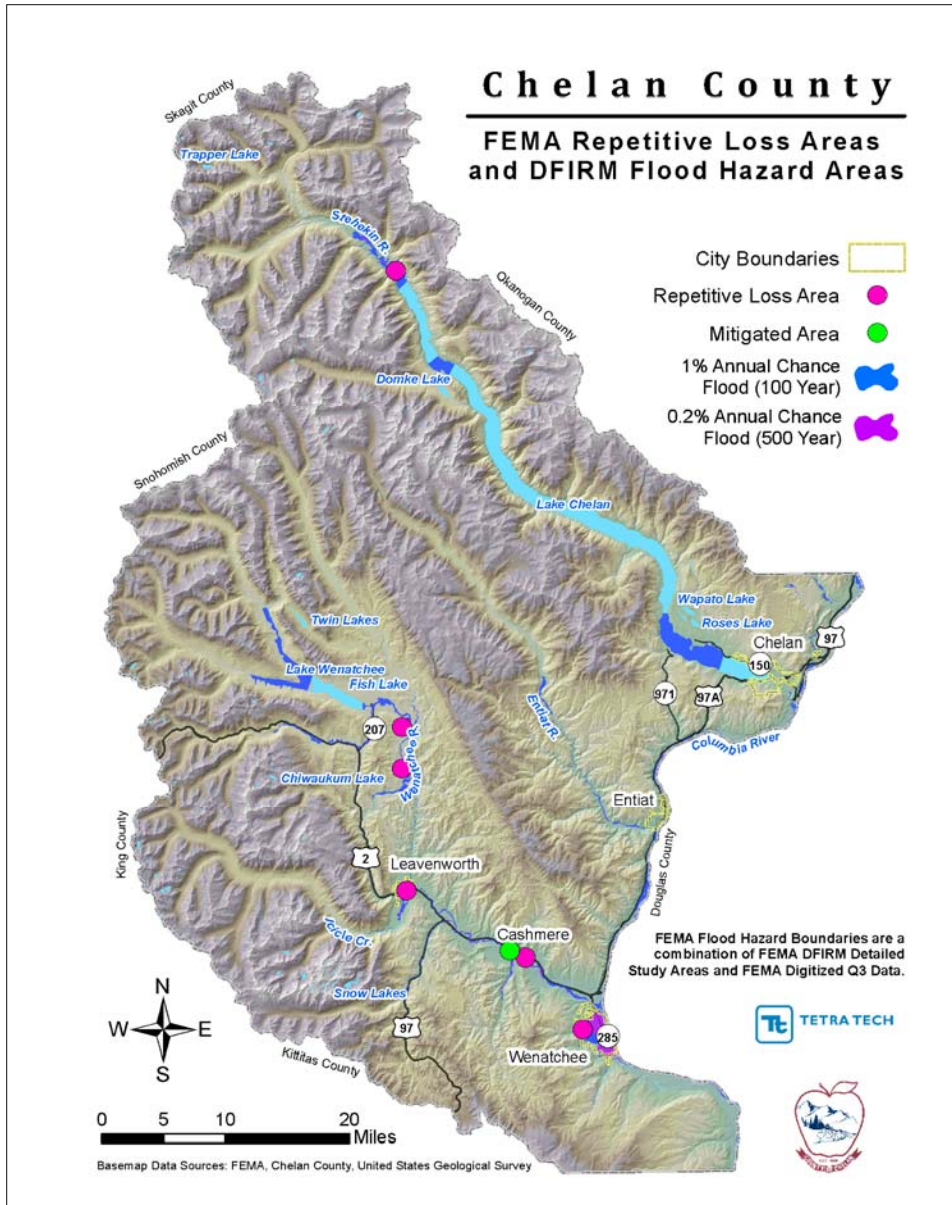 Chelan County
FEMA Repetitive Loss Areas
and DFIRM Flood Hazard Areas
Skagit County
Trapper Lake
Stehekin R.
Okanogan County
City Boundaries
Repetitive Loss Area
Mitigated Area
1% Annual Chance
Flood (100 Year)
0.2% Annual Chance
Flood (500 Year)
Domke Lake
Snohomish County
Lake Chelan
Wapato Lake
Roses Lake
Twin Lakes
Chelan
97
150
Lake Wenatchee
Fish Lake
971
97A
Entiat R.
207
Columbia River
Wenatchee R.
Chiwaukum Lake
Entiat
King County
2
Leavenworth
Douglas County
Icicle Cr.
Cashmere
FEMA Flood Hazard Boundaries are a
combination of FEMA DFIRM Detailed
Study Areas and FEMA Digitized Q3 Data.
Snow Lakes
N
W E
S
97
Tt TETRA TECH
285
Wenatchee
Kittitas County
0 5 10 20
Miles
Basemap Data Sources: FEMA, Chelan County, United States Geological Survey